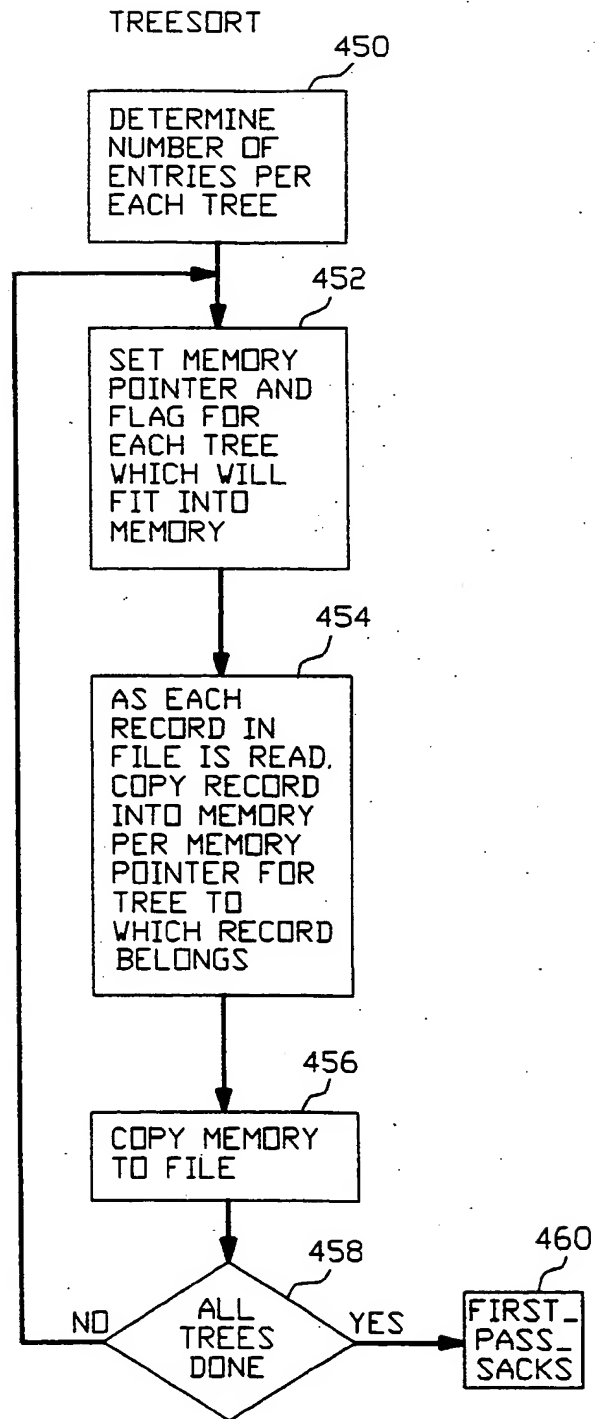 TREESORT
450
DETERMINE
NUMBER OF
ENTRIES PER
EACH TREE
452
SET MEMORY
POINTER AND
FLAG FOR
EACH TREE
WHICH WILL
FIT INTO
MEMORY
454
AS EACH
RECORD IN
FILE IS READ,
COPY RECORD
INTO MEMORY
PER MEMORY
POINTER FOR
TREE TO
WHICH RECORD
BELONGS
456
COPY MEMORY
TO FILE
458
ALL
TREES
DONE
NO
YES
460
FIRST_
PASS_
SACKS